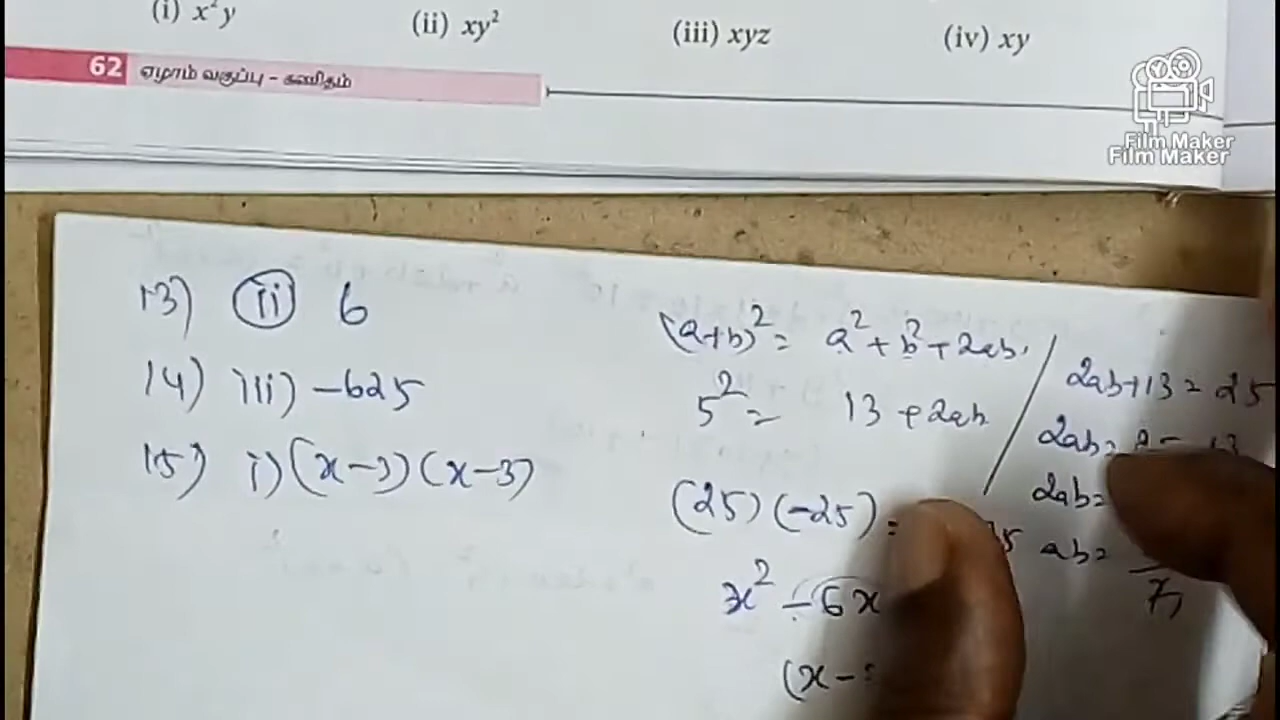 (i) x²y (ii) xy² (iii) xyz (iv) xy
62 ஏழாம் வகுப்பு – கணிதம்
Film Maker
Film Maker
13) ii 6
14) iii) -625
15) i) (x-3)(x-3)
(a+b)² = a² + b² + 2ab
5² = 13 + 2ab
(25)(-25) =
x² - 6x
(x -
2ab+13 = 25
2ab =
2ab =
ab =